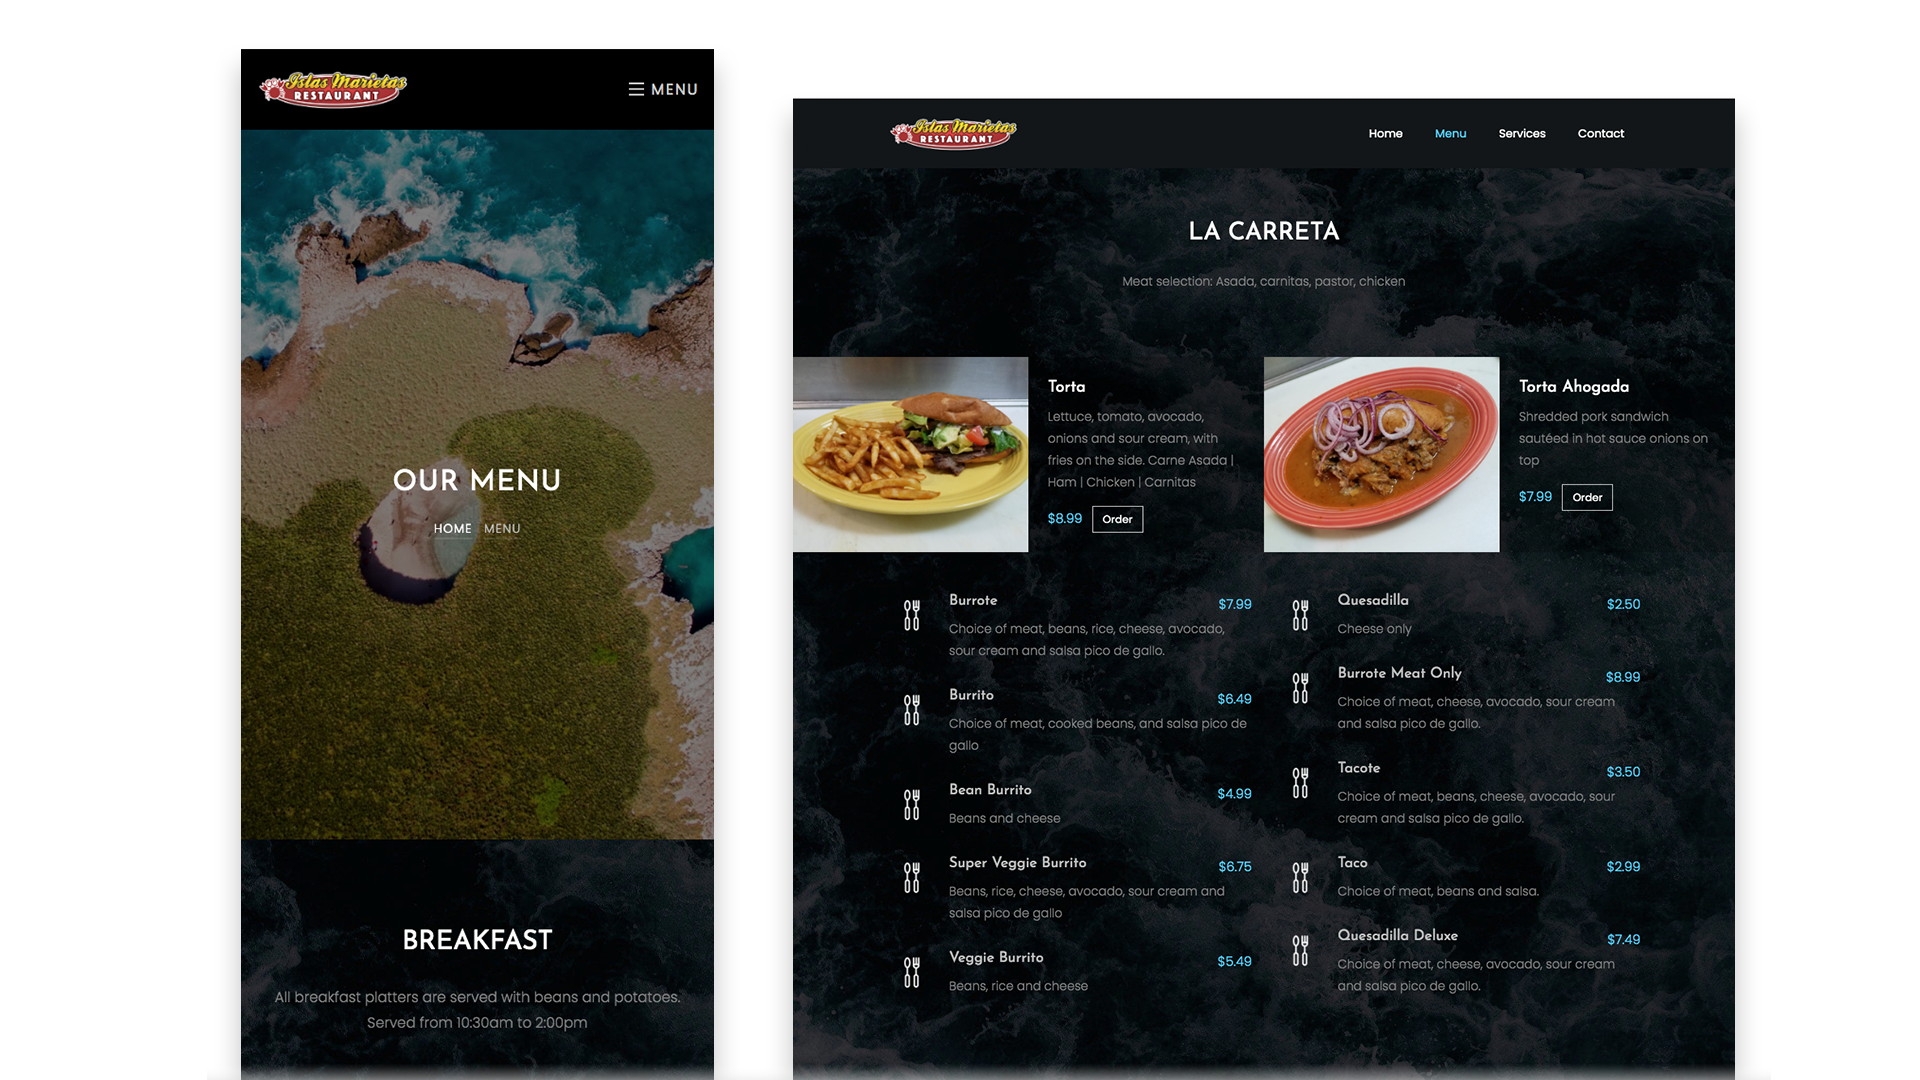 Islas Marietas
RESTAURANT
MENU
OUR MENU
HOME MENU
BREAKFAST
All breakfast platters are served with beans and potatoes.
Served from 10:30am to 2:00pm
Islas Marietas
RESTAURANT
Home Menu Services Contact
LA CARRETA
Meat selection: Asada, carnitas, pastor, chicken
Torta
Lettuce, tomato, avocado,
onions and sour cream, with
fries on the side. Carne Asada |
Ham | Chicken | Carnitas
$8.99 Order
Torta Ahogada
Shredded pork sandwich
sautéed in hot sauce onions on
top
$7.99 Order
Burrote $7.99
Choice of meat, beans, rice, cheese, avocado,
sour cream and salsa pico de gallo.
Burrito $6.49
Choice of meat, cooked beans, and salsa pico de
gallo
Bean Burrito $4.99
Beans and cheese
Super Veggie Burrito $6.75
Beans, rice, cheese, avocado, sour cream and
salsa pico de gallo
Veggie Burrito $5.49
Beans, rice and cheese
Quesadilla $2.50
Cheese only
Burrote Meat Only $8.99
Choice of meat, cheese, avocado, sour cream
and salsa pico de gallo.
Tacote $3.50
Choice of meat, beans, cheese, avocado, sour
cream and salsa pico de gallo.
Taco $2.99
Choice of meat, beans and salsa.
Quesadilla Deluxe $7.49
Choice of meat, cheese, avocado, sour cream
and salsa pico de gallo.